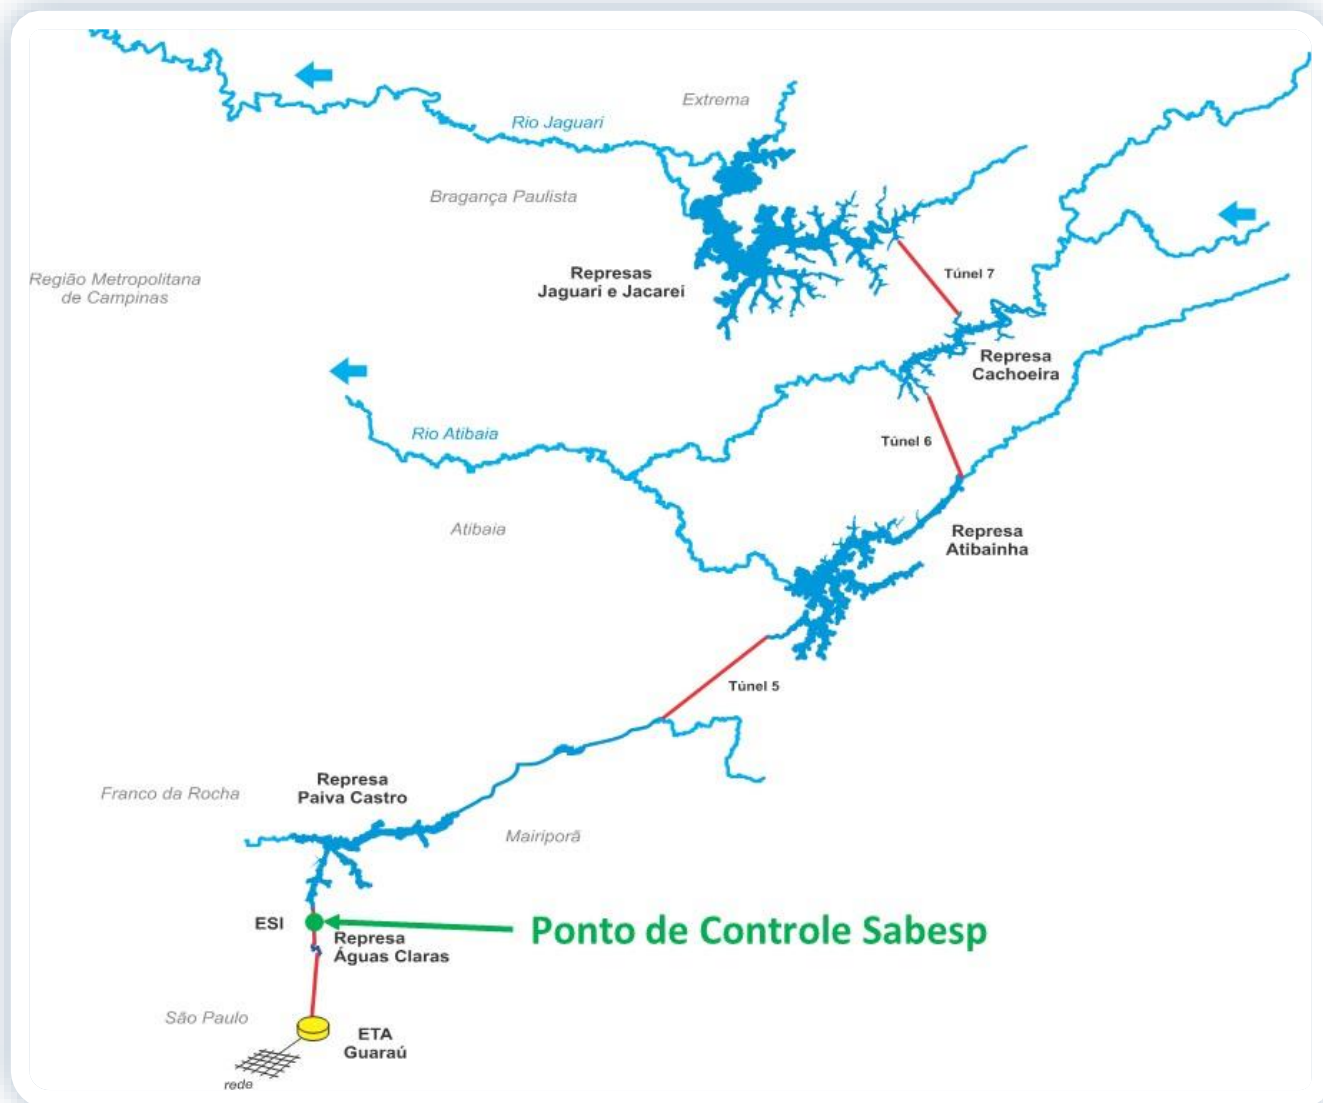 Extrema
Rio Jaguari
Bragança Paulista
Região Metropolitana
de Campinas
Represas
Jaguari e Jacarei
Túnel 7
Represa
Cachoeira
Rio Atibaia
Túnel 6
Atibaia
Represa
Atibainha
Túnel 5
Represa
Paiva Castro
Franco da Rocha
Mairiporã
ESI
Ponto de Controle Sabesp
Represa
Águas Claras
São Paulo
ETA
Guaraú
rede